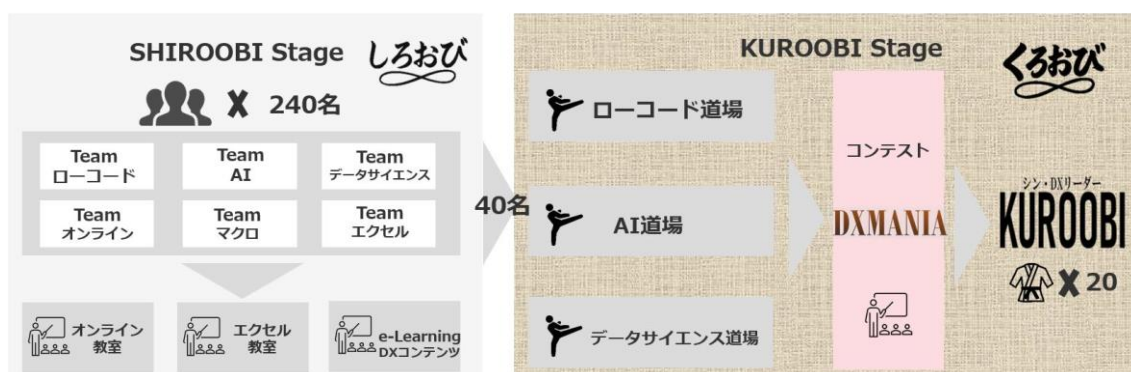 SHIROOBI Stage
しろおび
X 240名
Team
ローコード
Team
AI
Team
データサイエンス
Team
オンライン
Team
マクロ
Team
エクセル
オンライン
教室
エクセル
教室
e-Learning
DXコンテンツ
40名
KUROOBI Stage
くろおび
ローコード道場
AI道場
データサイエンス道場
コンテスト
DXMANIA
シン・DXリーダー
KUROOBI
X 20